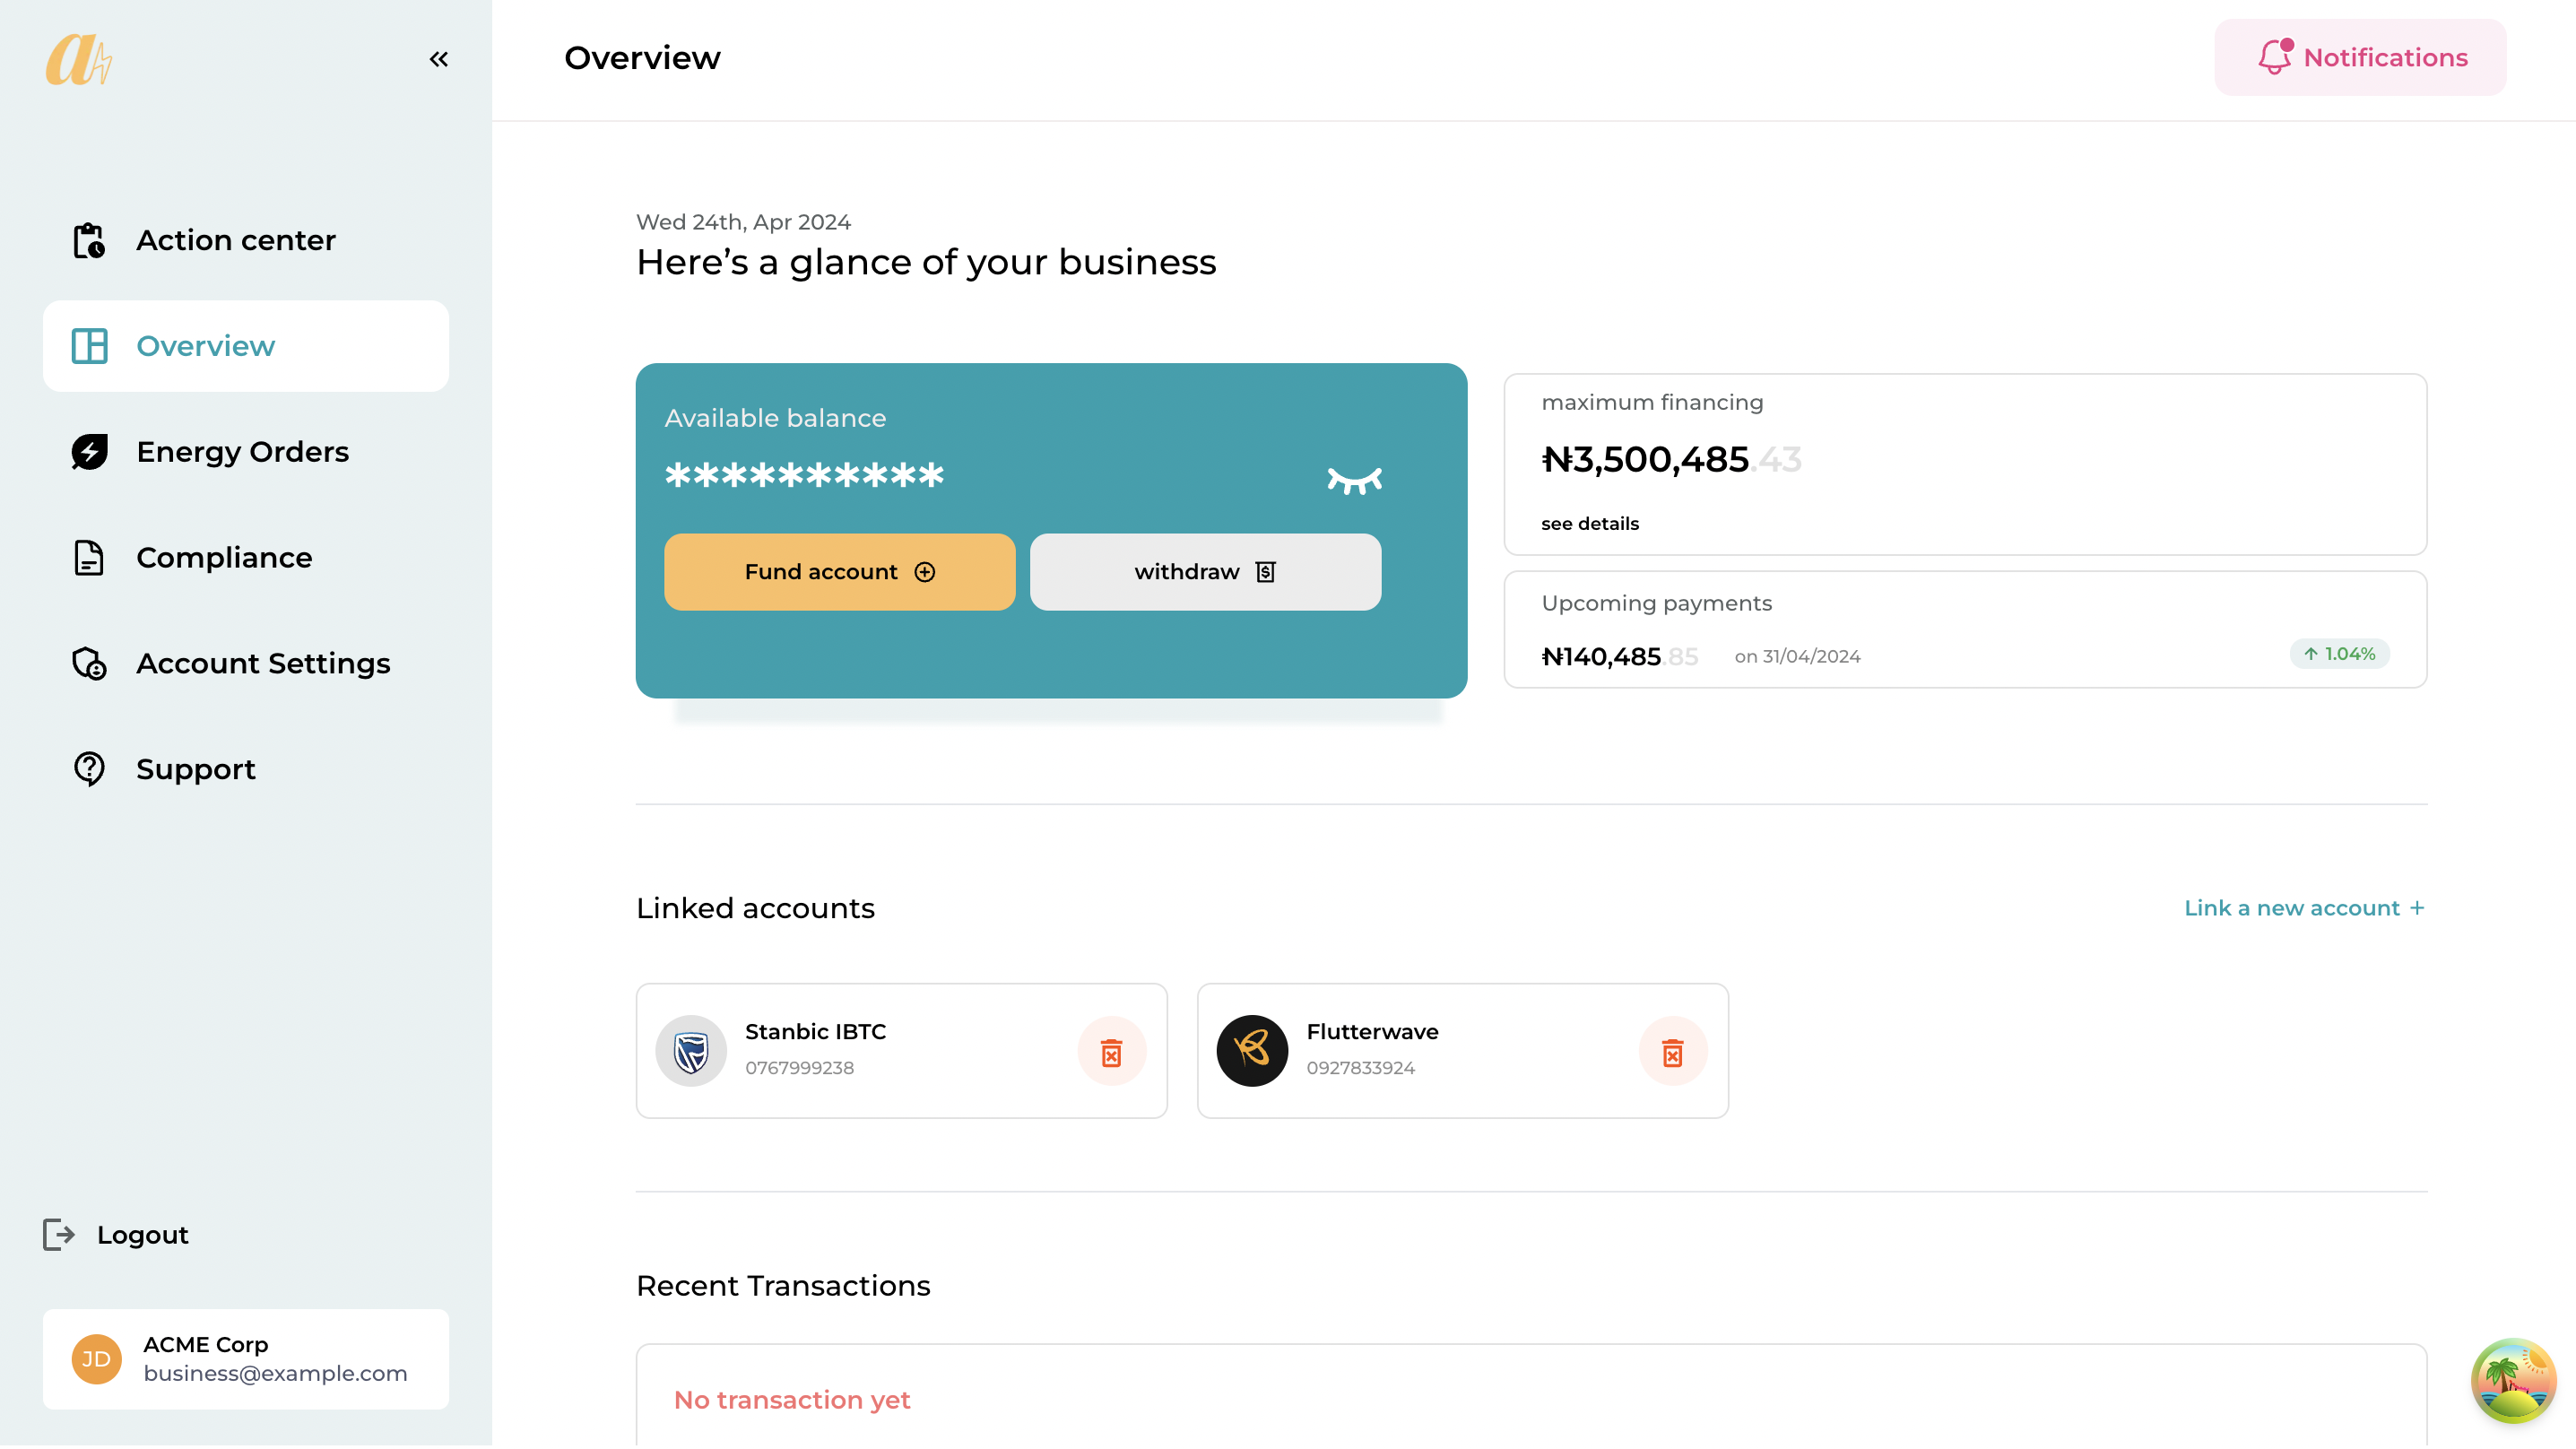 a
Overview
Notifications
Action center
Overview
Energy Orders
Compliance
Account Settings
Support
Logout
JD
ACME Corp
business@example.com
Wed 24th, Apr 2024
Here’s a glance of your business
Available balance
**********
Fund account
withdraw
maximum financing
₦3,500,485.43
see details
Upcoming payments
₦140,485.85 on 31/04/2024
1.04%
Linked accounts
Link a new account +
Stanbic IBTC
0767999238
Flutterwave
0927833924
Recent Transactions
No transaction yet